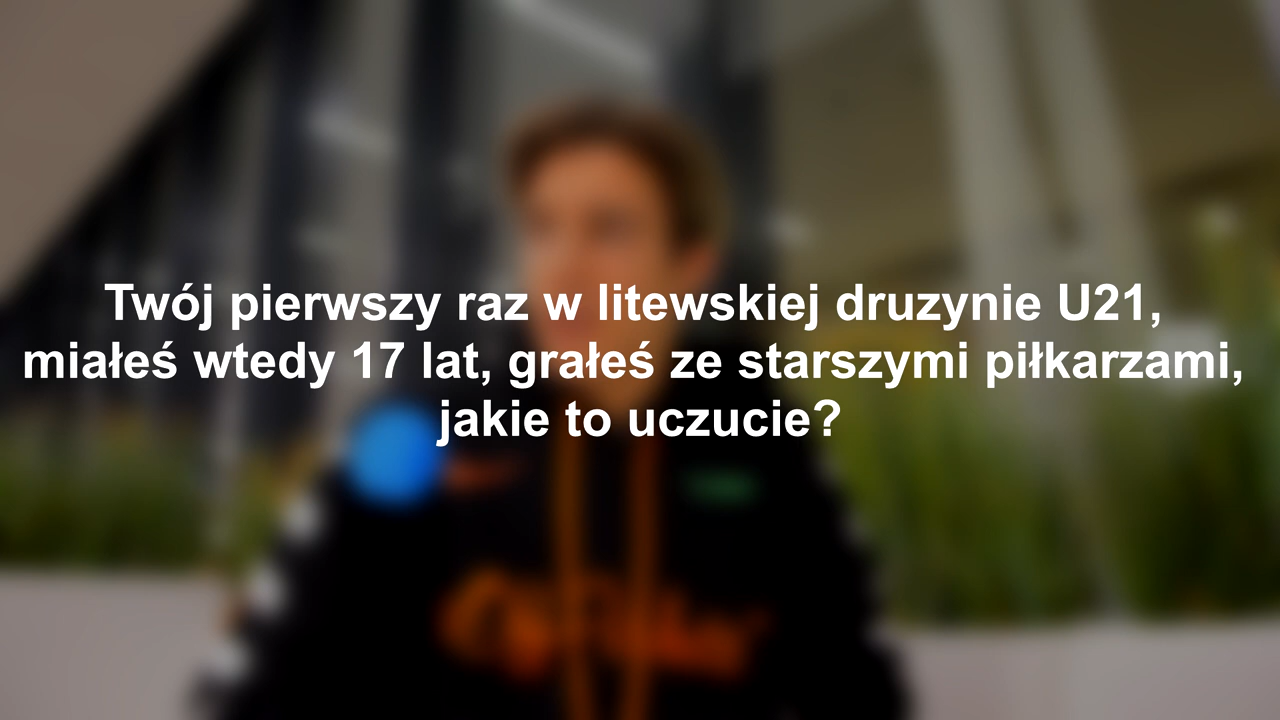 Twój pierwszy raz w litewskiej druzynie U21,
miałeś wtedy 17 lat, grałeś ze starszymi piłkarzami,
jakie to uczucie?